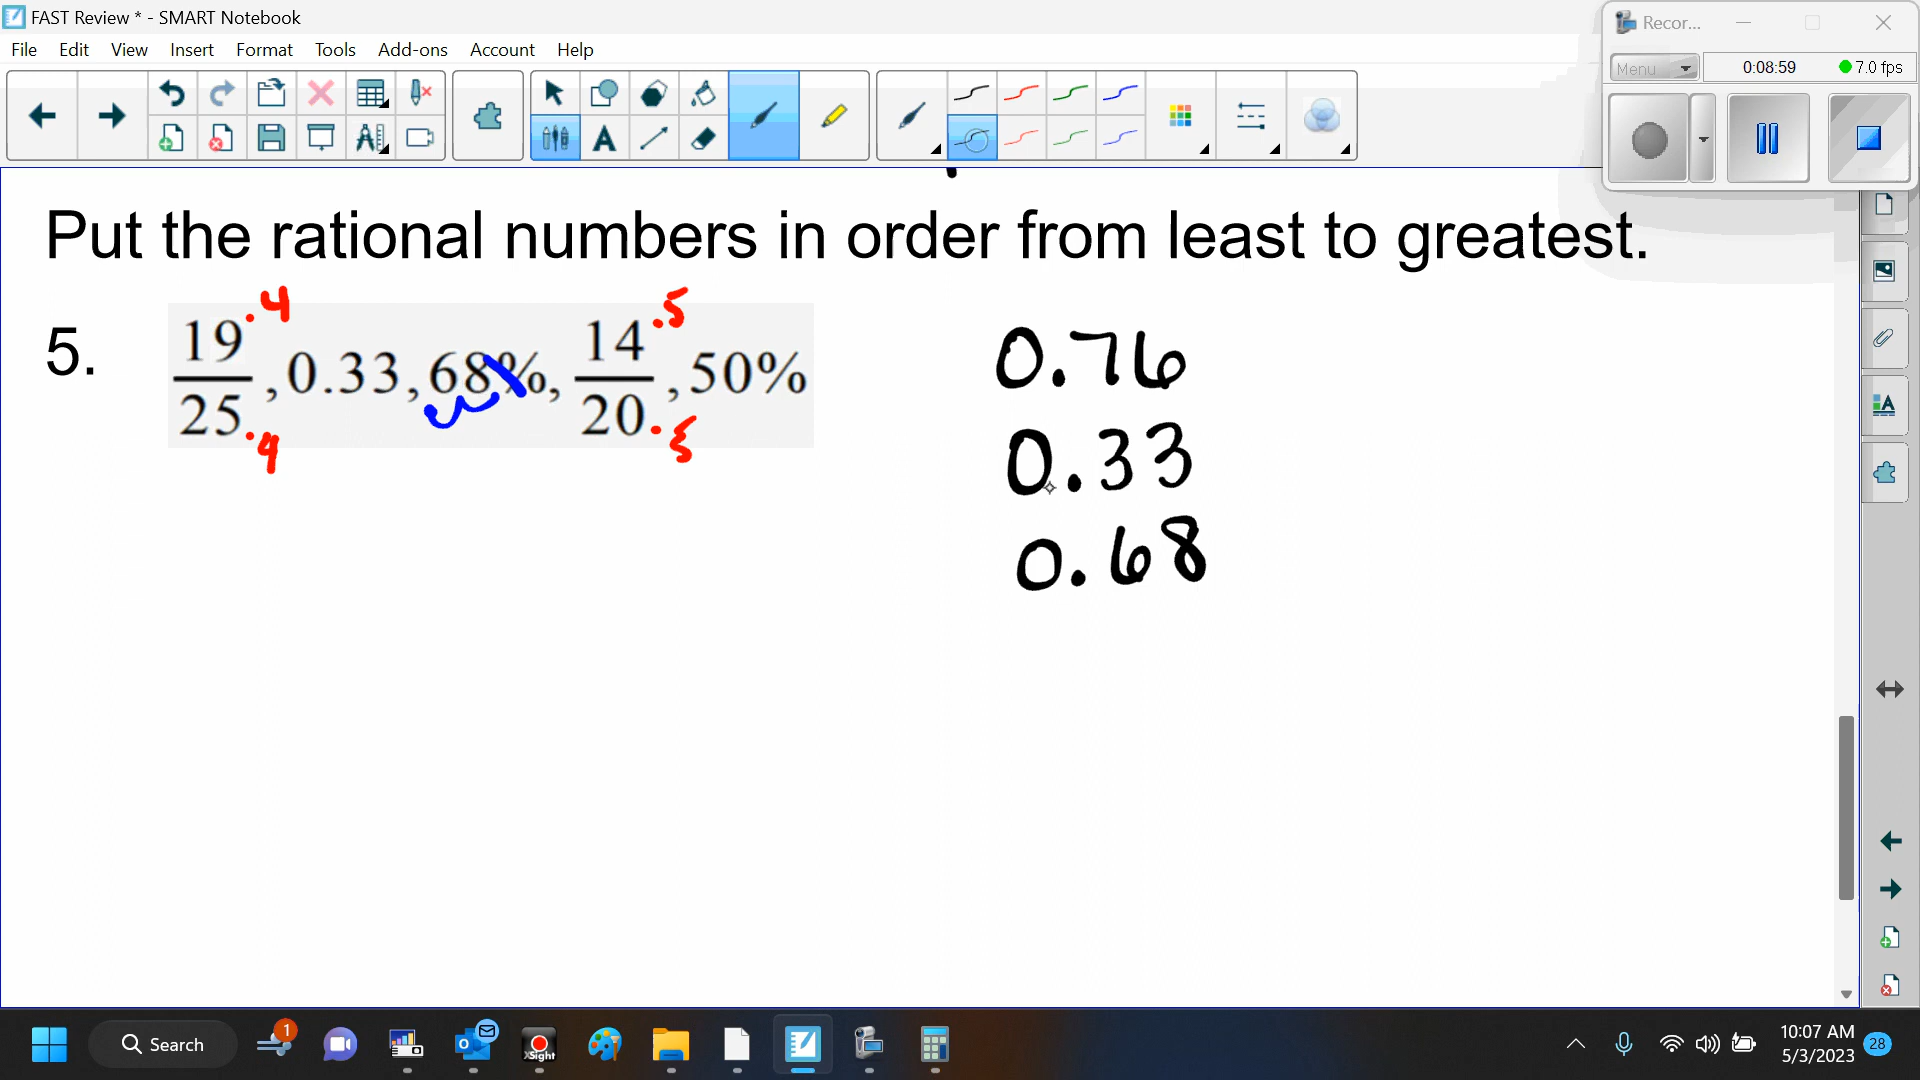 FAST Review * - SMART Notebook
Recor...
File Edit View Insert Format Tools Add-ons Account Help
Menu 0:08:59 7.0 fps
A
Put the rational numbers in order from least to greatest.
5. 19/25 , 0.33 , 68%, 14/20 , 50%
·4 ·5
·4 ·5
0.76
0.33
0.68
A
Search
1
XSight
10:07 AM
5/3/2023
28